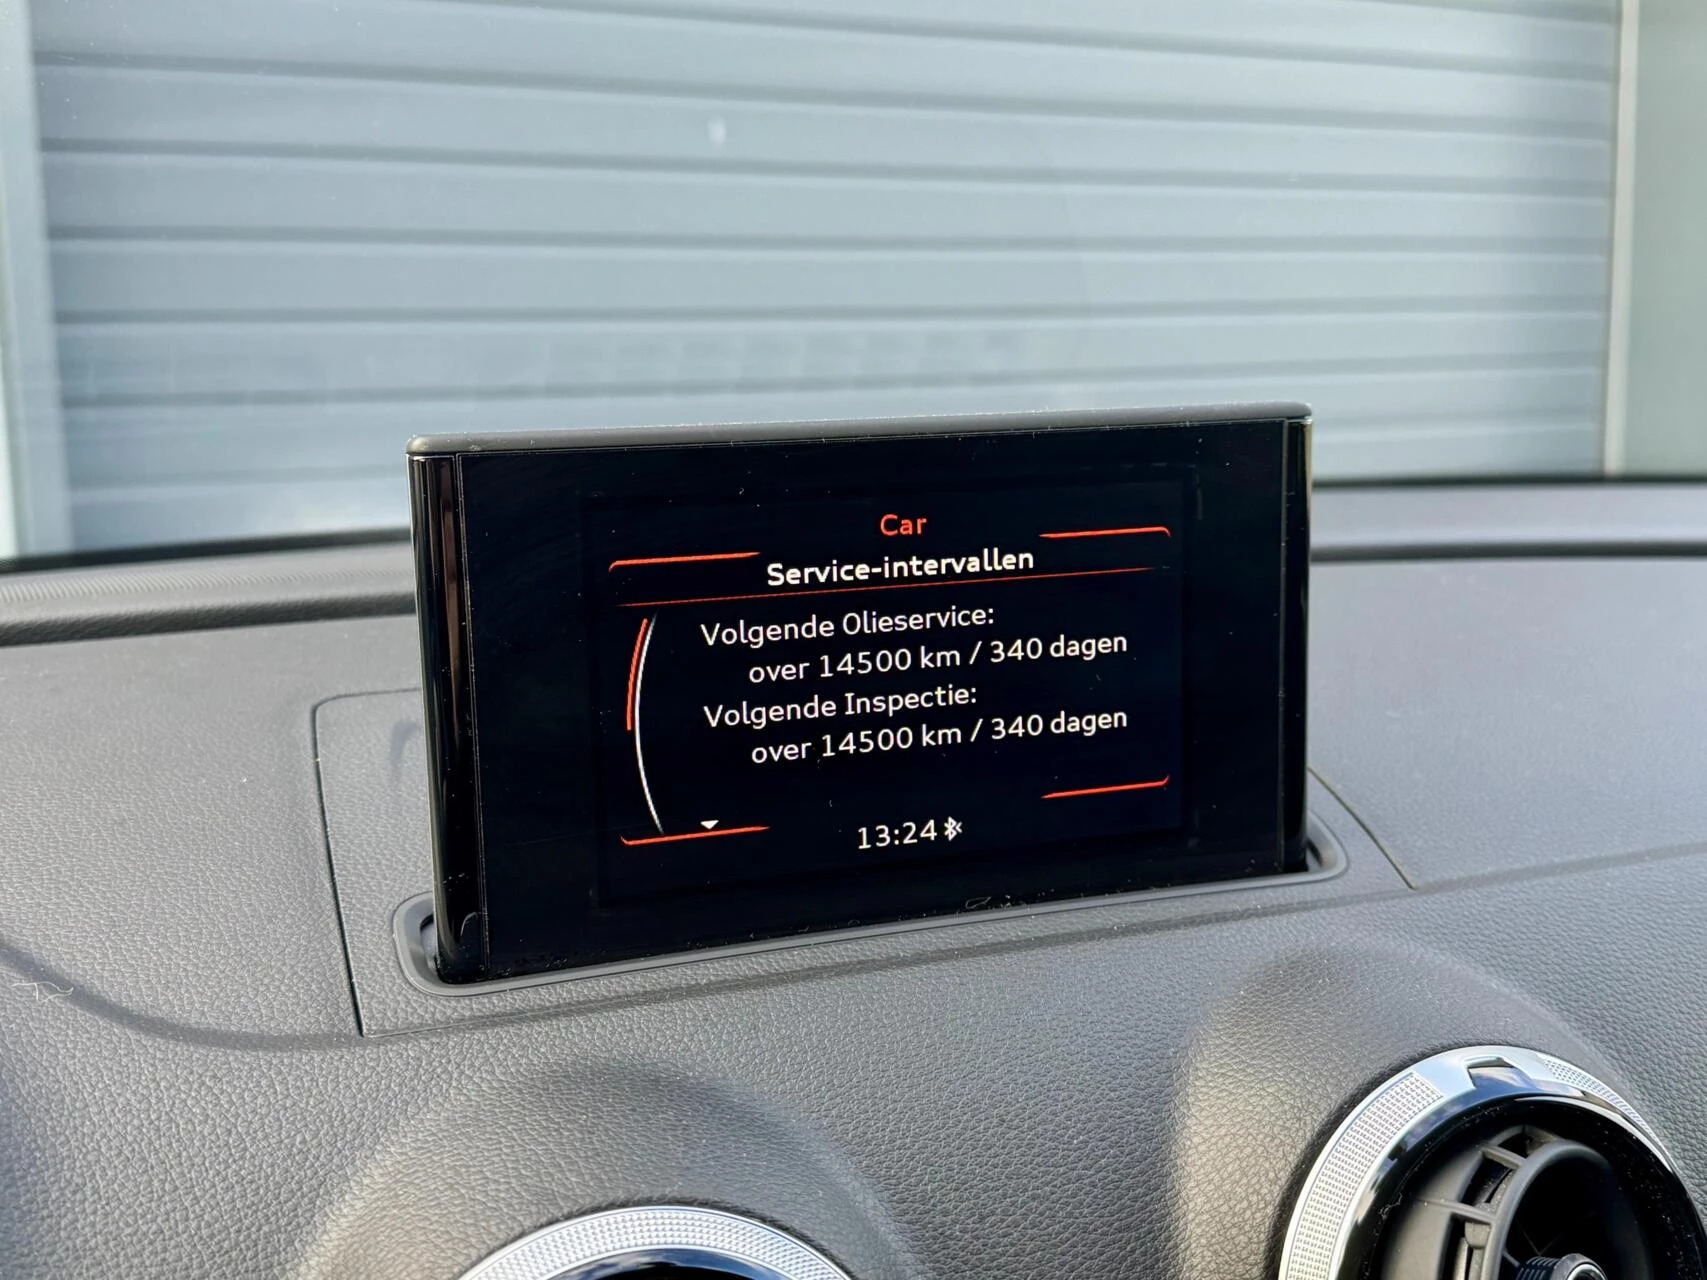 Car
Service-intervallen
Volgende Olieservice:
over 14500 km / 340 dagen
Volgende Inspectie:
over 14500 km / 340 dagen
13:24